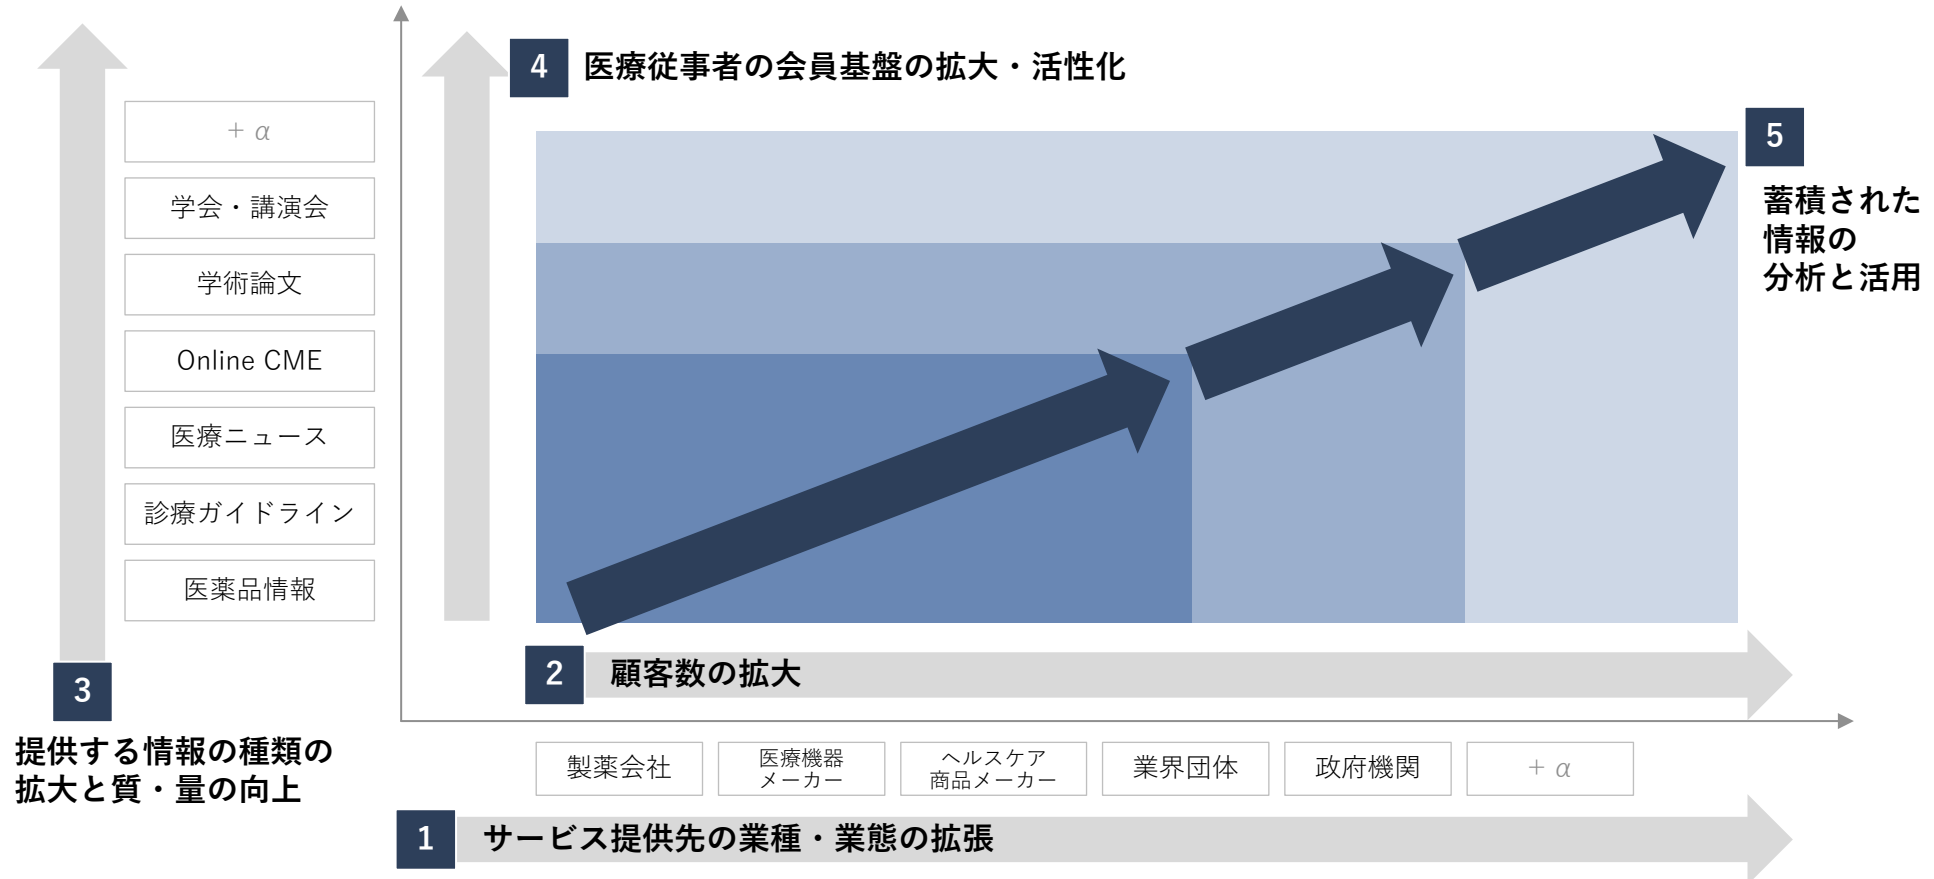 4
医療従事者の会員基盤の拡大・活性化
5
蓄積された
情報の
分析と活用
+ α
学会・講演会
学術論文
Online CME
医療ニュース
診療ガイドライン
医薬品情報
3
提供する情報の種類の
拡大と質・量の向上
2
顧客数の拡大
製薬会社
医療機器
メーカー
ヘルスケア
商品メーカー
業界団体
政府機関
+ α
1
サービス提供先の業種・業態の拡張